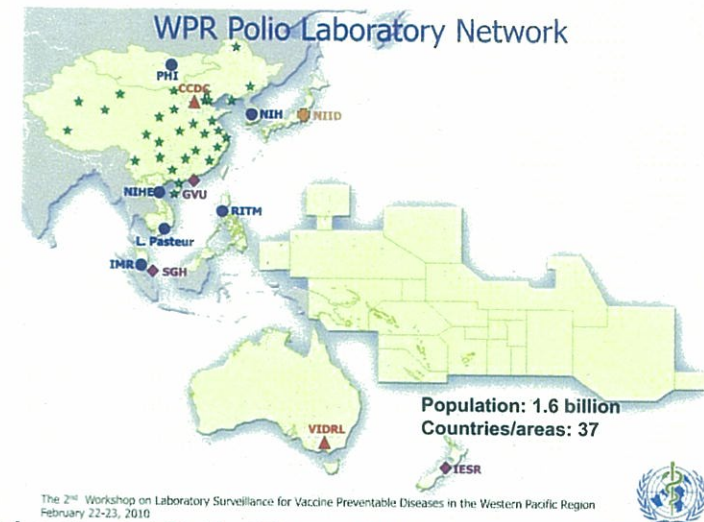 WPR Polio Laboratory Network
PHI
CCDC
NIH
NIID
NIHE
GVU
RITM
L. Pasteur
IMR
SGH
Population: 1.6 billion
Countries/areas: 37
VIDRL
IESR
The 2nd Workshop on Laboratory Surveillance for Vaccine Preventable Diseases in the Western Pacific Region
February 22-23, 2010